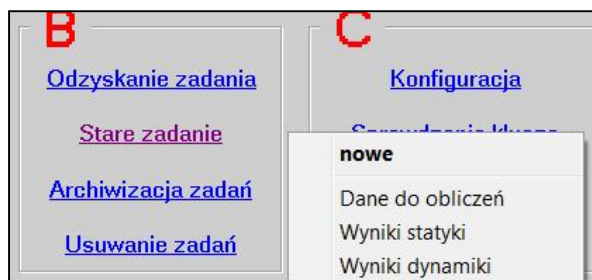 B
Odzyskanie zadania
Stare zadanie
Archiwizacja zadań
Usuwanie zadań
C
Konfiguracja
nowe
Dane do obliczeń
Wyniki statyki
Wyniki dynamiki